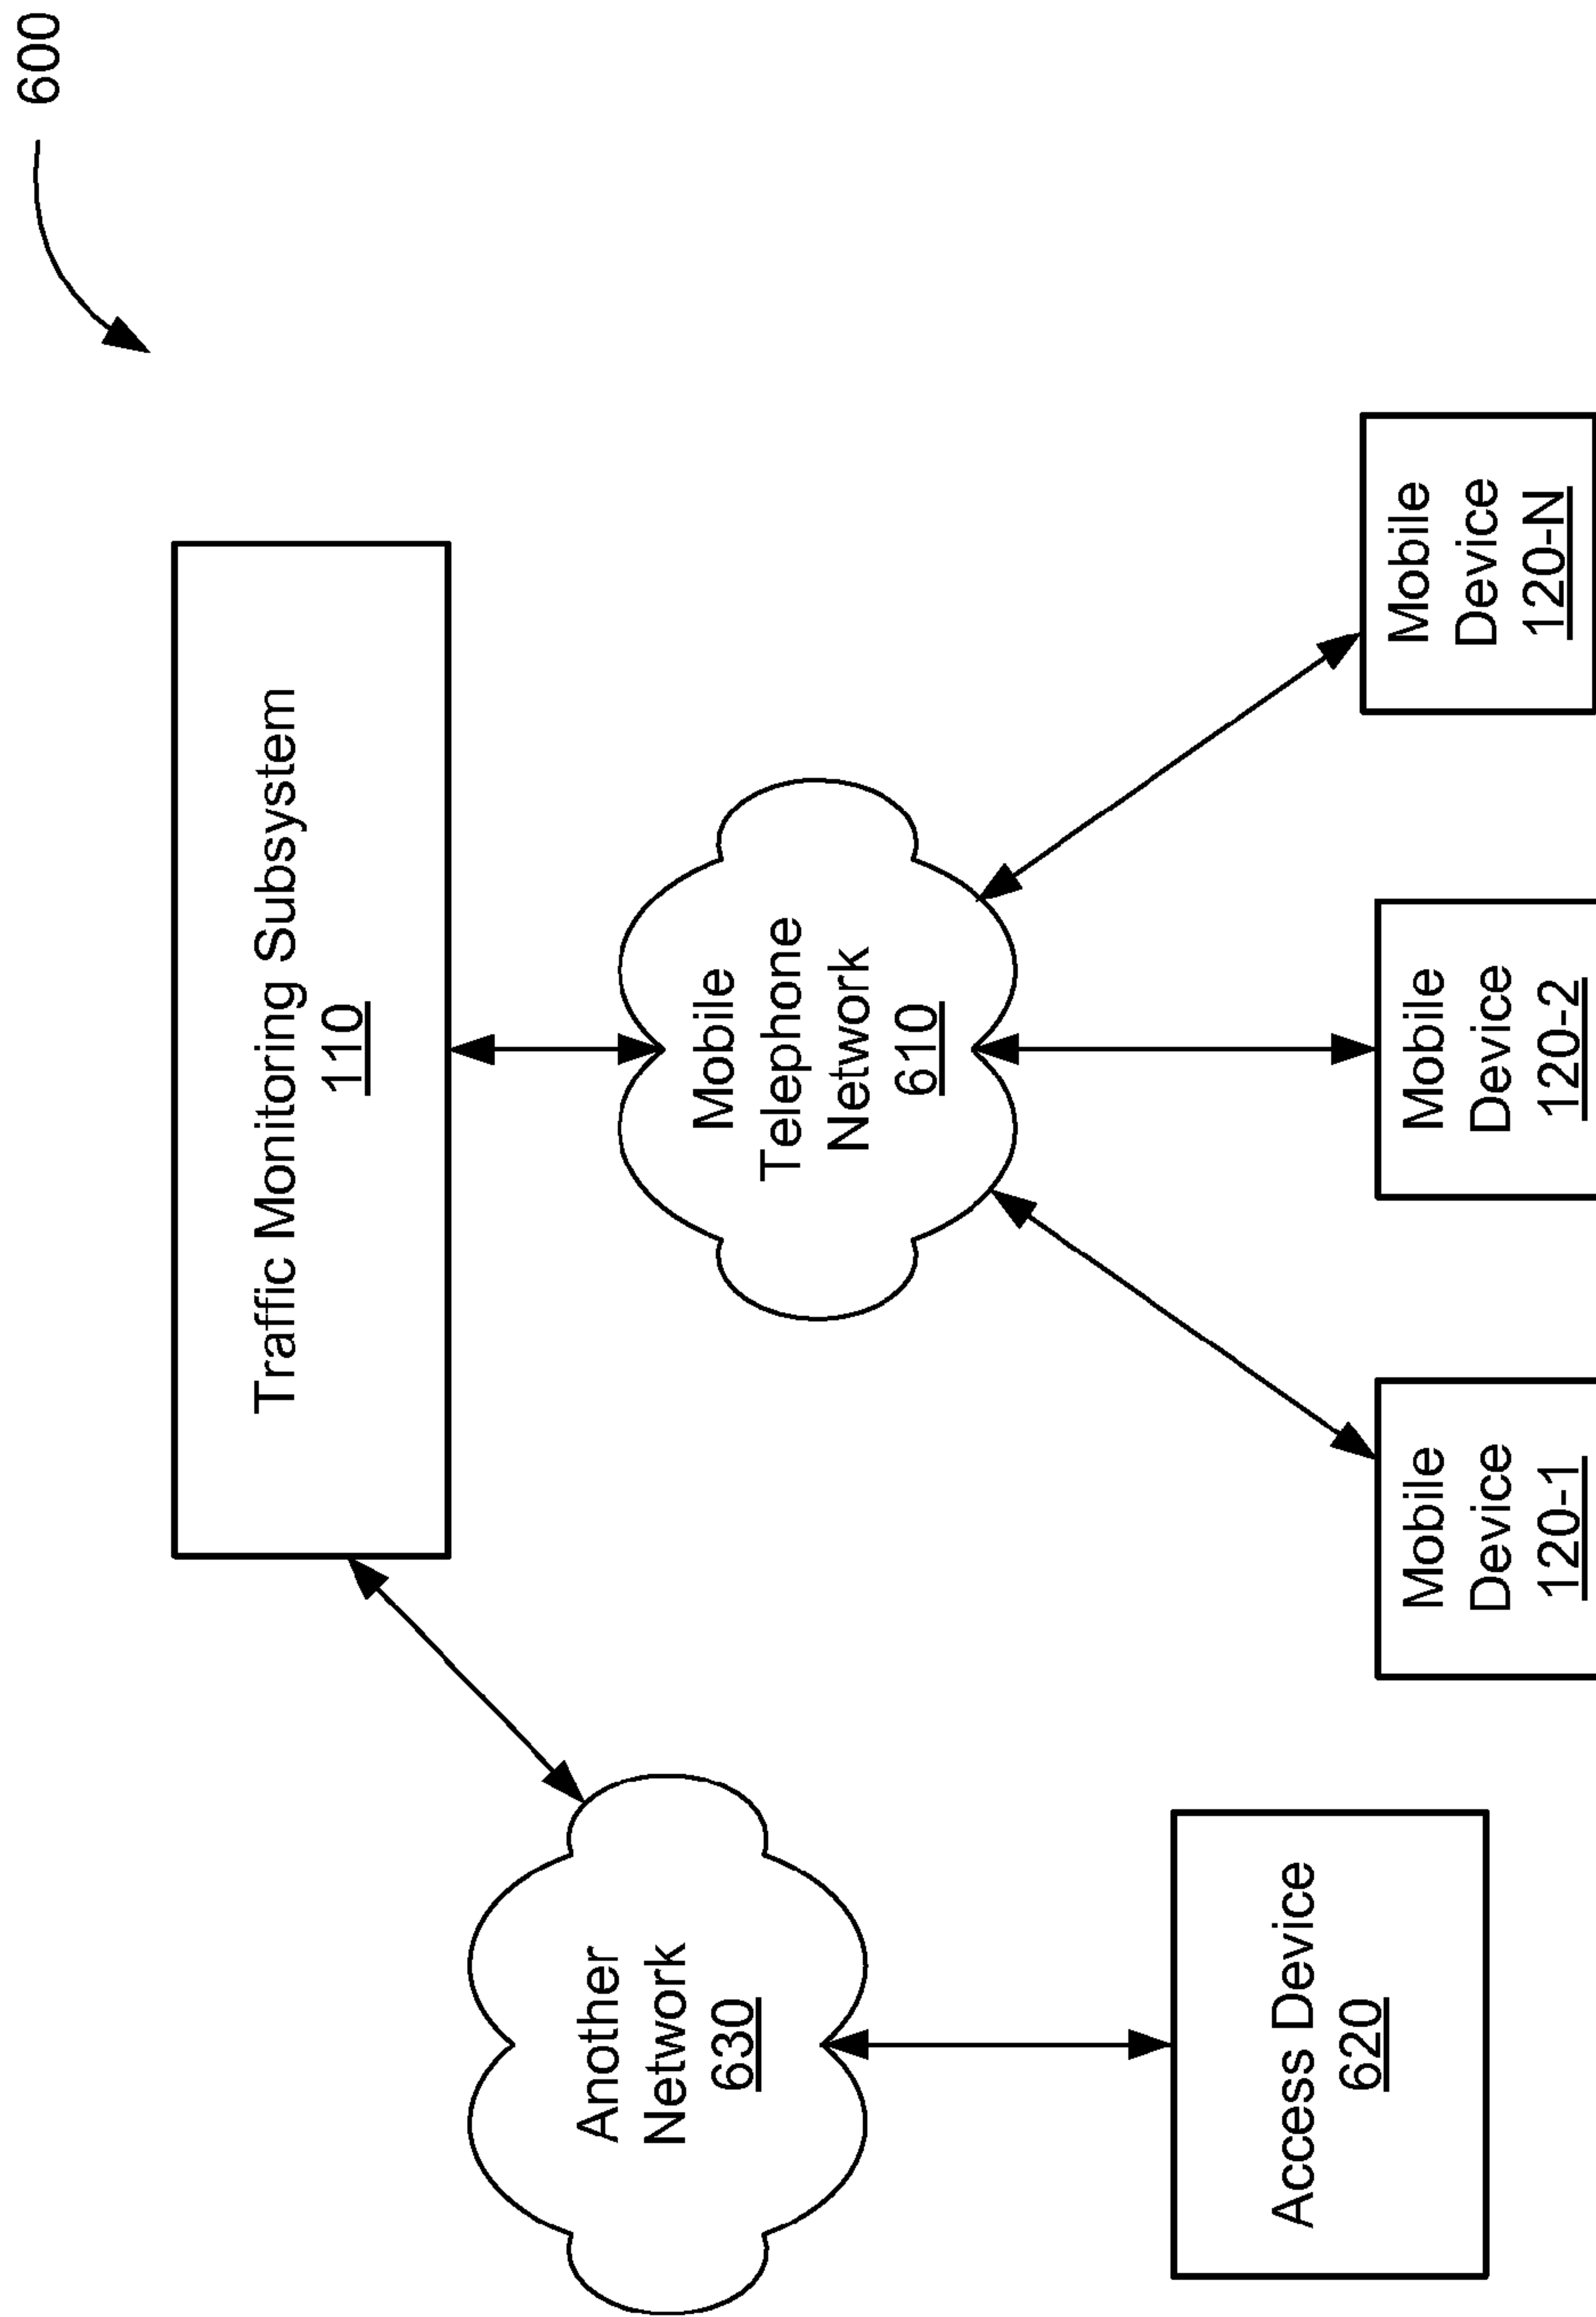 600
Traffic Monitoring Subsystem
110
Another
Network
630
Mobile
Telephone
Network
610
Access Device
620
Mobile
Device
120-1
Mobile
Device
120-2
Mobile
Device
120-N